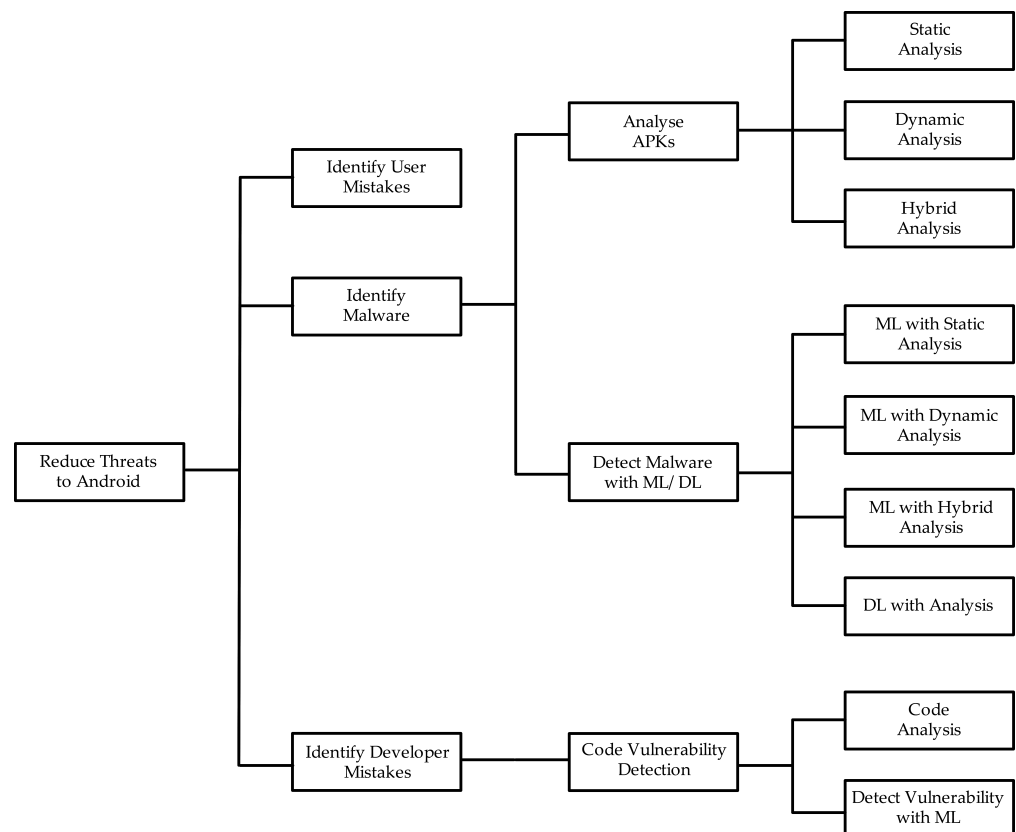 Static
Analysis
Analyse
APKs
Dynamic
Analysis
Identify User
Mistakes
Hybrid
Analysis
Identify
Malware
ML with Static
Analysis
ML with Dynamic
Analysis
Reduce Threats
to Android
Detect Malware
with ML/ DL
ML with Hybrid
Analysis
DL with Analysis
Code
Analysis
Identify Developer
Mistakes
Code Vulnerability
Detection
Detect Vulnerability
with ML